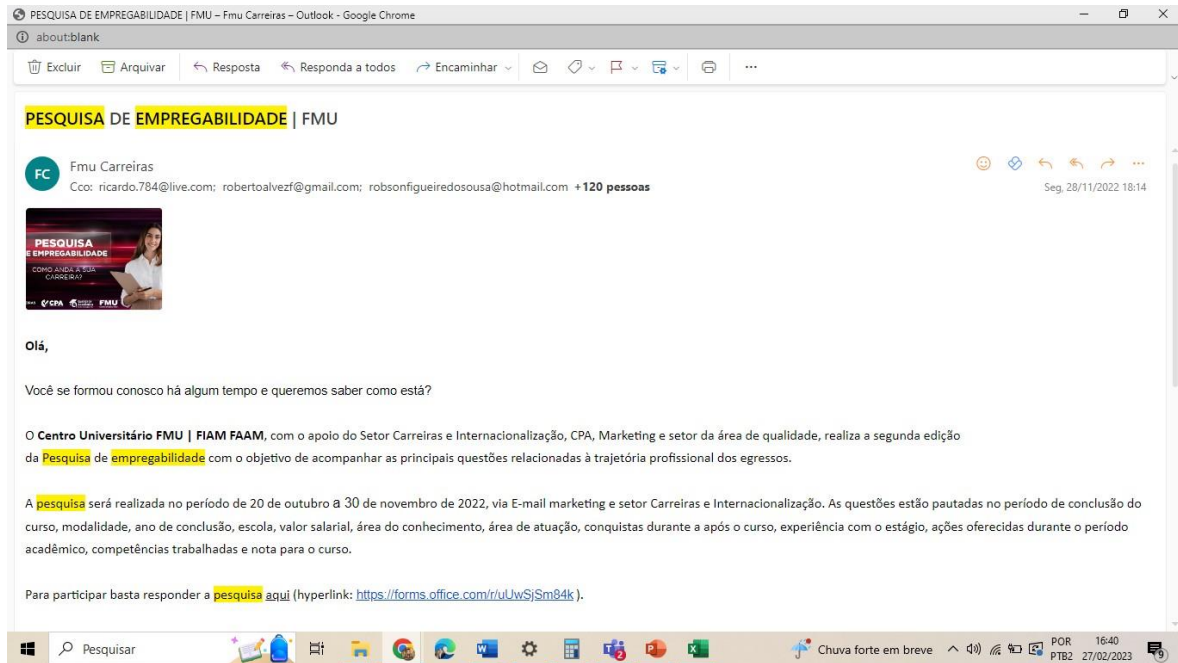 PESQUISA DE EMPREGABILIDADE | FMU – Fmu Carreiras – Outlook - Google Chrome
about:blank
Excluir Arquivar Resposta Responda a todos Encaminhar
PESQUISA DE EMPREGABILIDADE | FMU
FC
Fmu Carreiras
Cco: ricardo.784@live.com; robertoalvezf@gmail.com; robsonfigueiredosousa@hotmail.com +120 pessoas
Seg, 28/11/2022 18:14
PESQUISA
E EMPREGABILIDADE
COMO ANDA A SUA
CARREIRA?
CPA FMU
Olá,
Você se formou conosco há algum tempo e queremos saber como está?
O Centro Universitário FMU | FIAM FAAM, com o apoio do Setor Carreiras e Internacionalização, CPA, Marketing e setor da área de qualidade, realiza a segunda edição
da Pesquisa de empregabilidade com o objetivo de acompanhar as principais questões relacionadas à trajetória profissional dos egressos.
A pesquisa será realizada no período de 20 de outubro a 30 de novembro de 2022, via E-mail marketing e setor Carreiras e Internacionalização. As questões estão pautadas no período de conclusão do
curso, modalidade, ano de conclusão, escola, valor salarial, área do conhecimento, área de atuação, conquistas durante a após o curso, experiência com o estágio, ações oferecidas durante o período
acadêmico, competências trabalhadas e nota para o curso.
Para participar basta responder a pesquisa aqui (hyperlink: https://forms.office.com/r/uUwSjSm84k ).
Pesquisar
2
Chuva forte em breve
POR 16:40
PTB2 27/02/2023
9